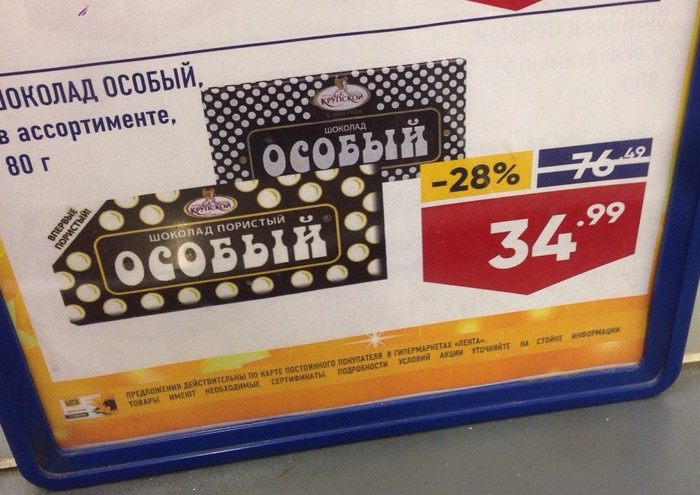 ШОКОЛАД ОСОБЫЙ,
в ассортименте,
80 г
КРУПСКОЙ
ШОКОЛАД
ОСОБЫЙ
ВПЕРВЫЕ
ПОРИСТЫЙ!
КРУПСКОЙ
ШОКОЛАД ПОРИСТЫЙ
ОСОБЫЙ®
-28%
76.49
34.99
ПРЕДЛОЖЕНИЯ ДЕЙСТВИТЕЛЬНЫ ПО КАРТЕ ПОСТОЯННОГО ПОКУПАТЕЛЯ В ГИПЕРМАРКЕТАХ «ЛЕНТА».
ТОВАРЫ ИМЕЮТ НЕОБХОДИМЫЕ СЕРТИФИКАТЫ. ПОДРОБНОСТИ УСЛОВИЙ АКЦИИ УТОЧНЯЙТЕ НА СТОЙКЕ ИНФОРМАЦИИ.